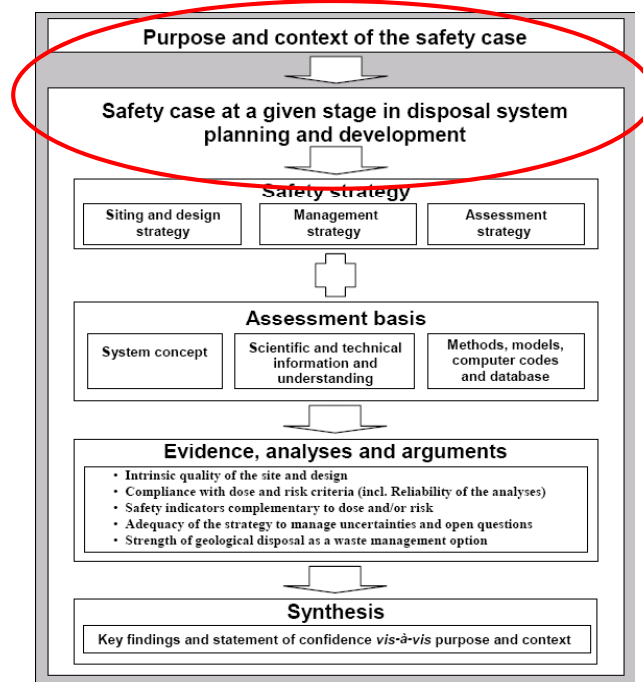 Purpose and context of the safety case
Safety case at a given stage in disposal system
planning and development
Safety strategy
Siting and design
strategy
Management
strategy
Assessment
strategy
Assessment basis
System concept
Scientific and technical
information and
understanding
Methods, models,
computer codes
and database
Evidence, analyses and arguments
• Intrinsic quality of the site and design
• Compliance with dose and risk criteria (incl. Reliability of the analyses)
• Safety indicators complementary to dose and/or risk
• Adequacy of the strategy to manage uncertainties and open questions
• Strength of geological disposal as a waste management option
Synthesis
Key findings and statement of confidence vis-à-vis purpose and context